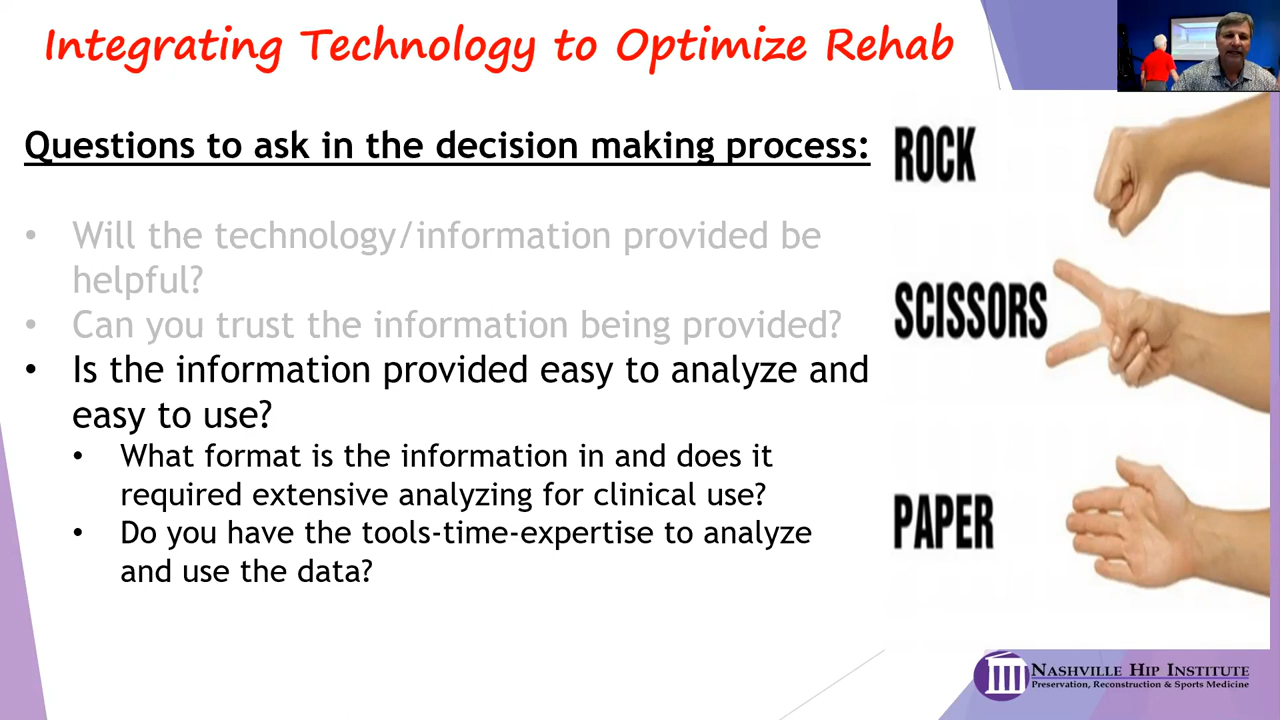 Integrating Technology to Optimize Rehab
Questions to ask in the decision making process:
• Will the technology/information provided be
helpful?
• Can you trust the information being provided?
• Is the information provided easy to analyze and
easy to use?
• What format is the information in and does it
required extensive analyzing for clinical use?
• Do you have the tools-time-expertise to analyze
and use the data?
ROCK
SCISSORS
PAPER
NASHVILLE HIP INSTITUTE
Preservation, Reconstruction & Sports Medicine